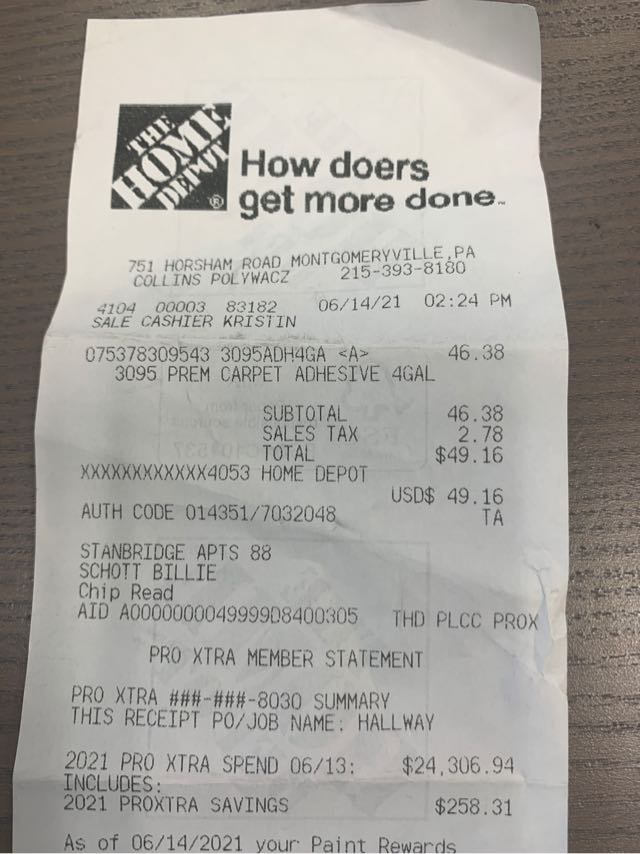 THE
HOME
DEPOT®
How doers
get more done.™
751 HORSHAM ROAD MONTGOMERYVILLE,PA
COLLINS POLYWACZ 215-393-8180
4104 00003 83182 06/14/21 02:24 PM
SALE CASHIER KRISTIN
075378309543 3095ADH4GA <A> 46.38
3095 PREM CARPET ADHESIVE 4GAL
SUBTOTAL 46.38
SALES TAX 2.78
TOTAL $49.16
XXXXXXXXXXXX4053 HOME DEPOT
USD$ 49.16
AUTH CODE 014351/7032048 TA
STANBRIDGE APTS 88
SCHOTT BILLIE
Chip Read
AID A0000000049999D8400305 THD PLCC PROX
PRO XTRA MEMBER STATEMENT
PRO XTRA ###-###-8030 SUMMARY
THIS RECEIPT PO/JOB NAME: HALLWAY
2021 PRO XTRA SPEND 06/13: $24,306.94
INCLUDES:
2021 PROXTRA SAVINGS $258.31
As of 06/14/2021 your Paint Rewards